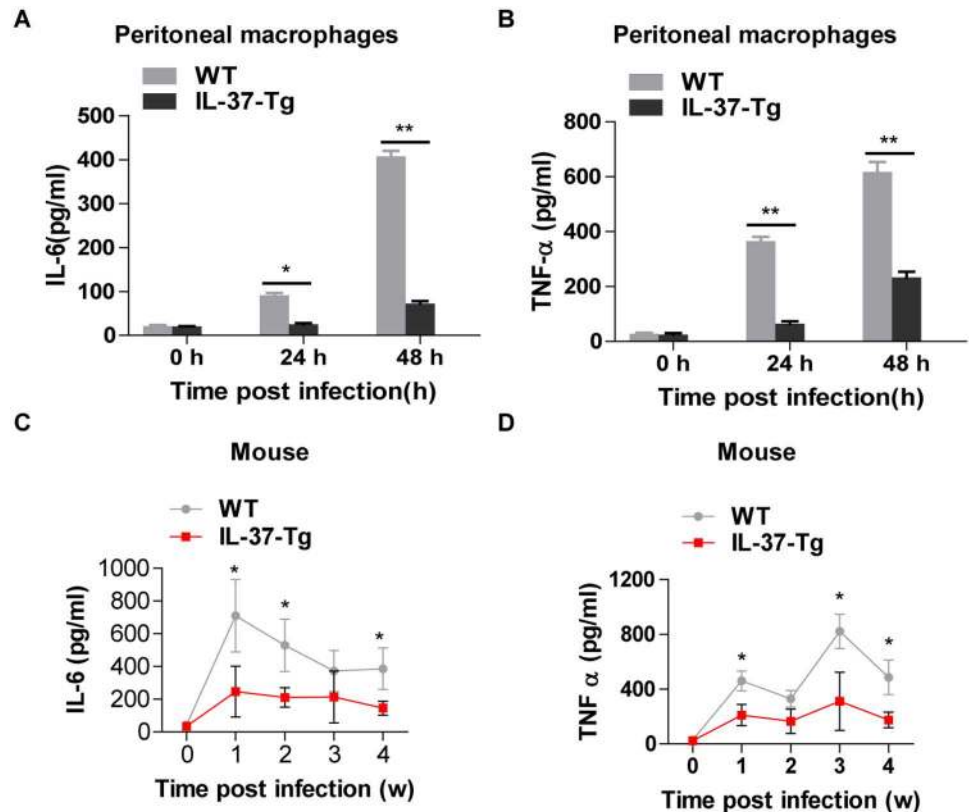 A
Peritoneal macrophages
WT
IL-37-Tg
IL-6(pg/ml)
500
400
300
200
100
0
**
*
0 h
24 h
48 h
Time post infection(h)
B
Peritoneal macrophages
WT
IL-37-Tg
TNF-α (pg/ml)
800
600
400
200
0
**
**
0 h
24 h
48 h
Time post infection(h)
C
Mouse
WT
IL-37-Tg
IL-6 (pg/ml)
1000
800
600
400
200
0
*
*
*
0 1 2 3 4
Time post infection (w)
D
Mouse
WT
IL-37-Tg
TNF α (pg/ml)
1200
800
400
0
*
*
*
0 1 2 3 4
Time post infection (w)